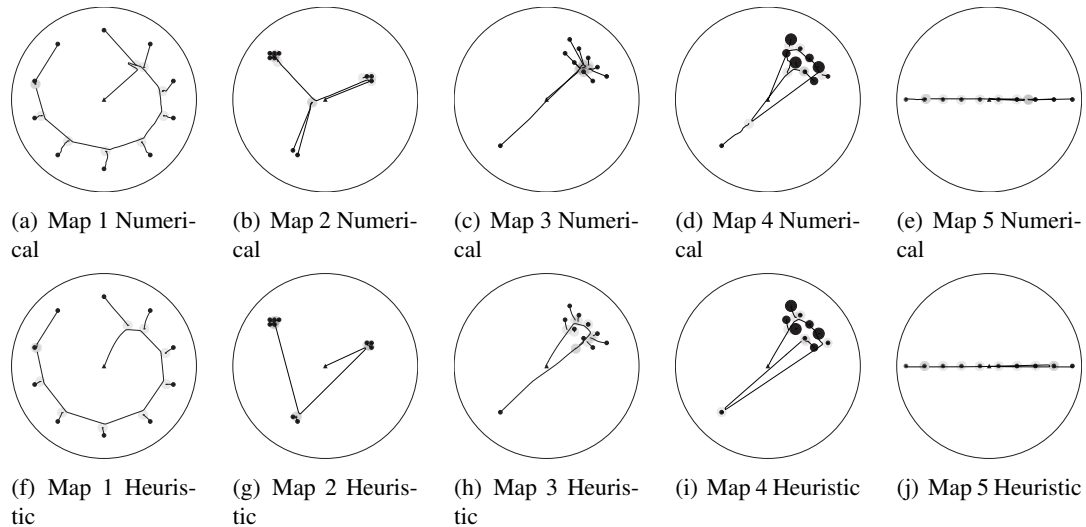 (a) Map 1 Numeri-
cal
(b) Map 2 Numeri-
cal
(c) Map 3 Numeri-
cal
(d) Map 4 Numeri-
cal
(e) Map 5 Numeri-
cal
(f) Map 1 Heuris-
tic
(g) Map 2 Heuris-
tic
(h) Map 3 Heuris-
tic
(i) Map 4 Heuristic
(j) Map 5 Heuristic